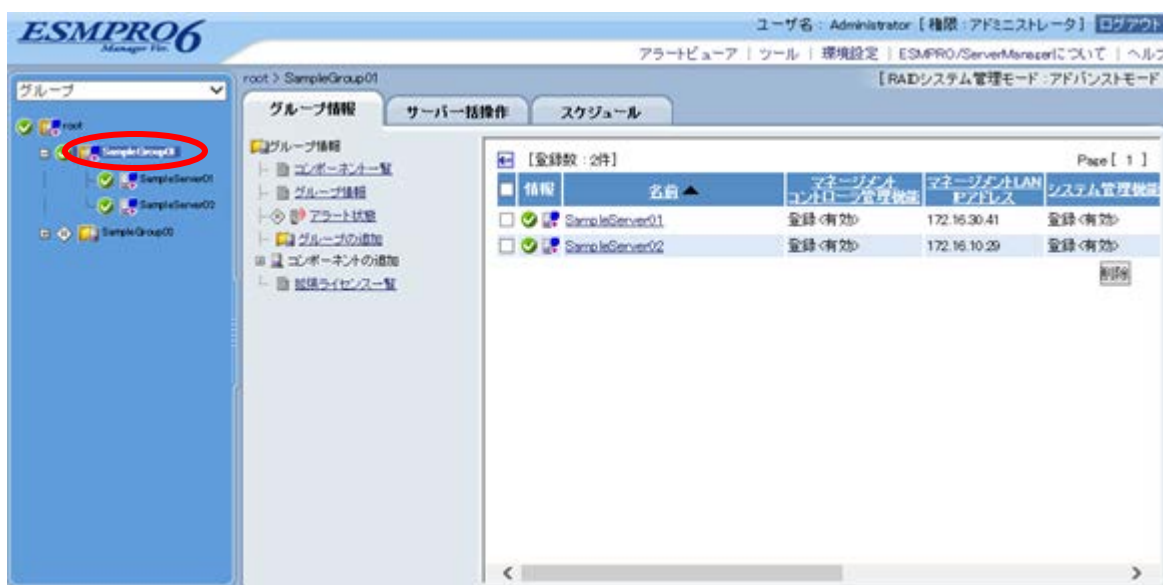 ESMPRO6
Manager Ver.
ユーザ名 : Administrator [ 権限 : アドミニストレータ ] ログアウト
アラートビューア | ツール | 環境設定 | ESMPRO/ServerManagerについて | ヘルプ
root > SampleGroup01
[ RAIDシステム管理モード : アドバンストモード
グループ
root
SampleGroup01
SampleServer01
SampleServer02
グループ情報
サーバー括操作
スケジュール
グループ情報
コンポーネント一覧
グループ情報
アラート状態
グループの追加
コンポーネントの追加
拡張ライセンス一覧
[登録数 : 2件]
Page [ 1 ]
情報 名前▲ マネージメントコントローラ管理機能 マネージメントLAN IPアドレス システム管理機能
SampleServer01 登録<有効> 172.16.30.41 登録<有効>
SampleServer02 登録<有効> 172.16.10.29 登録<有効>
削除